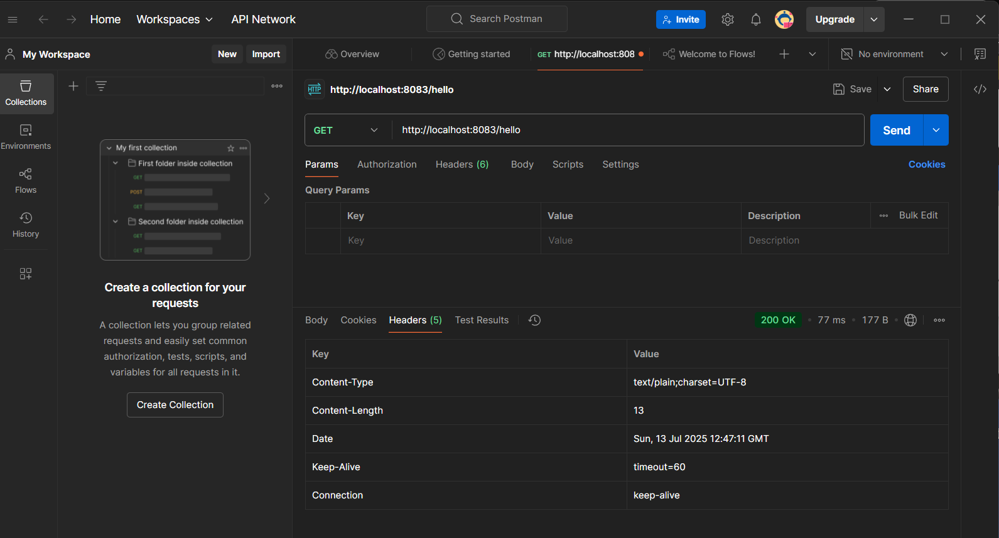 Home Workspaces API Network Search Postman Invite Upgrade
My Workspace New Import Overview Getting started GET http://localhost:808 Welcome to Flows! No environment
Collections
Environments
Flows
History
My first collection
First folder inside collection
GET
POST
GET
Second folder inside collection
GET
GET
Create a collection for your
requests
A collection lets you group related
requests and easily set common
authorization, tests, scripts, and
variables for all requests in it.
Create Collection
HTTP http://localhost:8083/hello Save Share
GET http://localhost:8083/hello Send
Params Authorization Headers (6) Body Scripts Settings Cookies
Query Params
Key Value Description Bulk Edit
Key Value Description
Body Cookies Headers (5) Test Results 200 OK • 77 ms • 177 B •
Key Value
Content-Type text/plain;charset=UTF-8
Content-Length 13
Date Sun, 13 Jul 2025 12:47:11 GMT
Keep-Alive timeout=60
Connection keep-alive